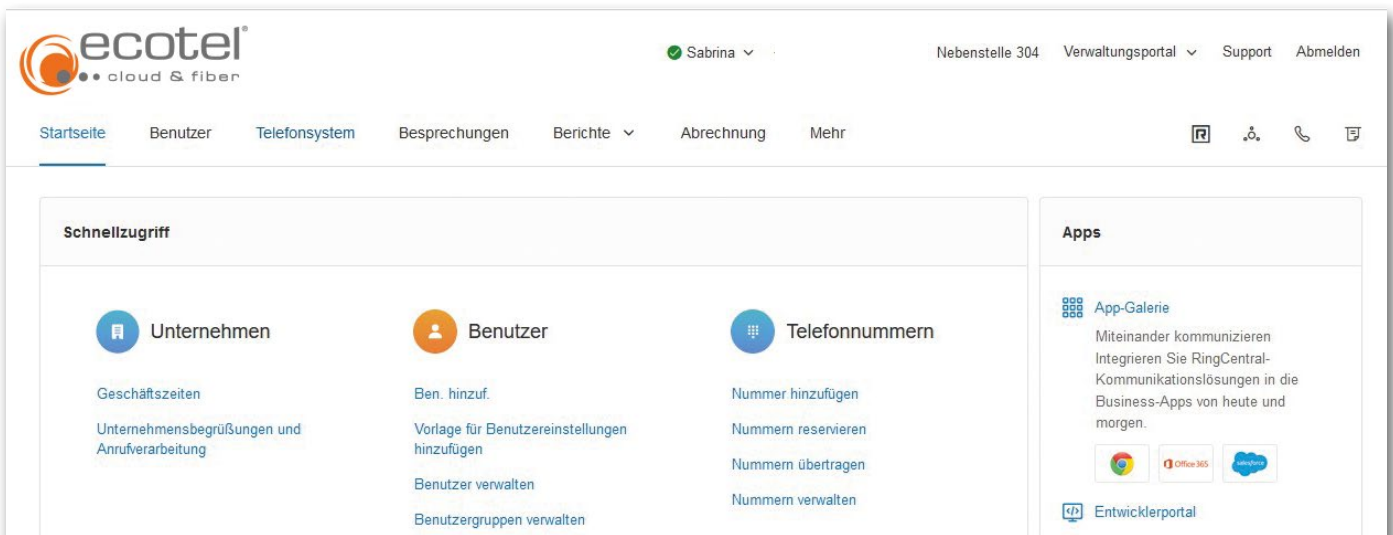 ecotel®
cloud & fiber
Sabrina
Nebenstelle 304
Verwaltungsportal
Support
Abmelden
Startseite
Benutzer
Telefonsystem
Besprechungen
Berichte
Abrechnung
Mehr
Schnellzugriff
Unternehmen
Geschäftszeiten
Unternehmensbegrüßungen und
Anrufverarbeitung
Benutzer
Ben. hinzuf.
Vorlage für Benutzereinstellungen
hinzufügen
Benutzer verwalten
Benutzergruppen verwalten
Telefonnummern
Nummer hinzufügen
Nummern reservieren
Nummern übertragen
Nummern verwalten
Apps
App-Galerie
Miteinander kommunizieren
Integrieren Sie RingCentral-
Kommunikationslösungen in die
Business-Apps von heute und
morgen.
Office 365
salesforce
Entwicklerportal